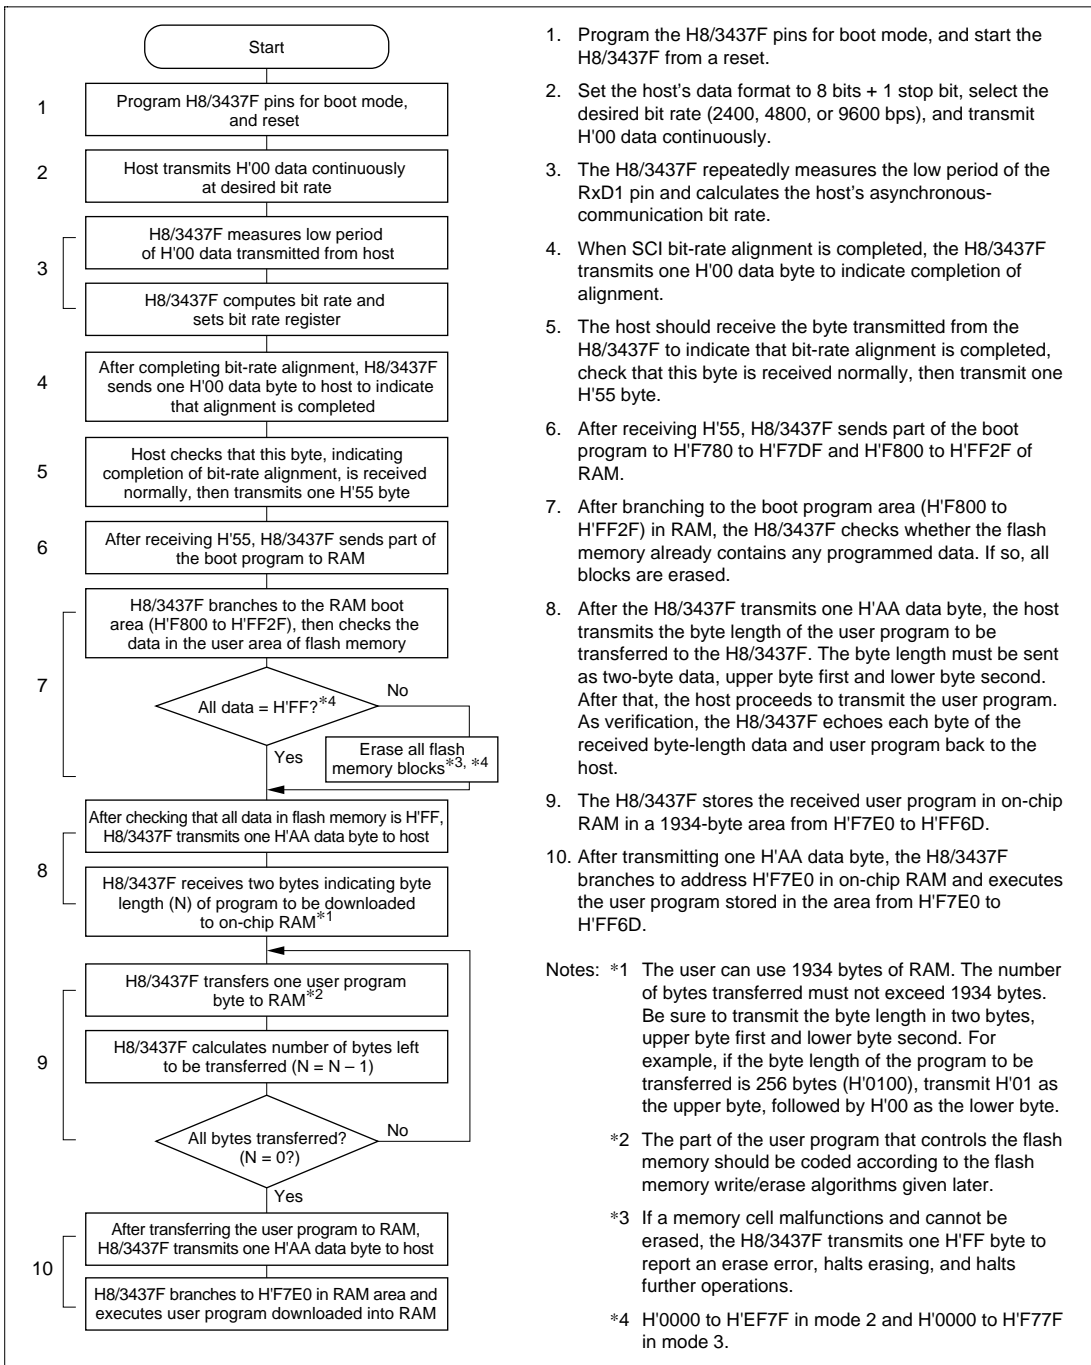 Start
1
Program H8/3437F pins for boot mode,
and reset
2
Host transmits H'00 data continuously
at desired bit rate
3
H8/3437F measures low period
of H'00 data transmitted from host
H8/3437F computes bit rate and
sets bit rate register
4
After completing bit-rate alignment, H8/3437F
sends one H'00 data byte to host to indicate
that alignment is completed
5
Host checks that this byte, indicating
completion of bit-rate alignment, is received
normally, then transmits one H'55 byte
6
After receiving H'55, H8/3437F sends part of
the boot program to RAM
7
H8/3437F branches to the RAM boot
area (H'F800 to H'FF2F), then checks the
data in the user area of flash memory
All data = H'FF?*4
No
Yes
Erase all flash
memory blocks*3, *4
8
After checking that all data in flash memory is H'FF,
H8/3437F transmits one H'AA data byte to host
H8/3437F receives two bytes indicating byte
length (N) of program to be downloaded
to on-chip RAM*1
9
H8/3437F transfers one user program
byte to RAM*2
H8/3437F calculates number of bytes left
to be transferred (N = N – 1)
All bytes transferred?
(N = 0?)
No
Yes
10
After transferring the user program to RAM,
H8/3437F transmits one H'AA data byte to host
H8/3437F branches to H'F7E0 in RAM area and
executes user program downloaded into RAM
1. Program the H8/3437F pins for boot mode, and start the
H8/3437F from a reset.
2. Set the host's data format to 8 bits + 1 stop bit, select the
desired bit rate (2400, 4800, or 9600 bps), and transmit
H'00 data continuously.
3. The H8/3437F repeatedly measures the low period of the
RxD1 pin and calculates the host's asynchronous-
communication bit rate.
4. When SCI bit-rate alignment is completed, the H8/3437F
transmits one H'00 data byte to indicate completion of
alignment.
5. The host should receive the byte transmitted from the
H8/3437F to indicate that bit-rate alignment is completed,
check that this byte is received normally, then transmit one
H'55 byte.
6. After receiving H'55, H8/3437F sends part of the boot
program to H'F780 to H'F7DF and H'F800 to H'FF2F of
RAM.
7. After branching to the boot program area (H'F800 to
H'FF2F) in RAM, the H8/3437F checks whether the flash
memory already contains any programmed data. If so, all
blocks are erased.
8. After the H8/3437F transmits one H'AA data byte, the host
transmits the byte length of the user program to be
transferred to the H8/3437F. The byte length must be sent
as two-byte data, upper byte first and lower byte second.
After that, the host proceeds to transmit the user program.
As verification, the H8/3437F echoes each byte of the
received byte-length data and user program back to the
host.
9. The H8/3437F stores the received user program in on-chip
RAM in a 1934-byte area from H'F7E0 to H'FF6D.
10. After transmitting one H'AA data byte, the H8/3437F
branches to address H'F7E0 in on-chip RAM and executes
the user program stored in the area from H'F7E0 to
H'FF6D.
Notes: *1 The user can use 1934 bytes of RAM. The number
of bytes transferred must not exceed 1934 bytes.
Be sure to transmit the byte length in two bytes,
upper byte first and lower byte second. For
example, if the byte length of the program to be
transferred is 256 bytes (H'0100), transmit H'01 as
the upper byte, followed by H'00 as the lower byte.
*2 The part of the user program that controls the flash
memory should be coded according to the flash
memory write/erase algorithms given later.
*3 If a memory cell malfunctions and cannot be
erased, the H8/3437F transmits one H'FF byte to
report an erase error, halts erasing, and halts
further operations.
*4 H'0000 to H'EF7F in mode 2 and H'0000 to H'F77F
in mode 3.